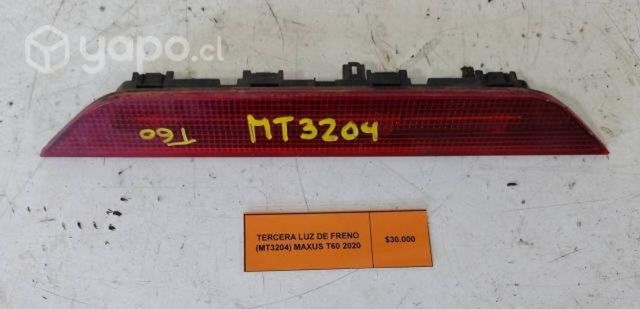 yapo.cl
MT3204
T60
TERCERA LUZ DE FRENO
(MT3204) MAXUS T60 2020
$30.000